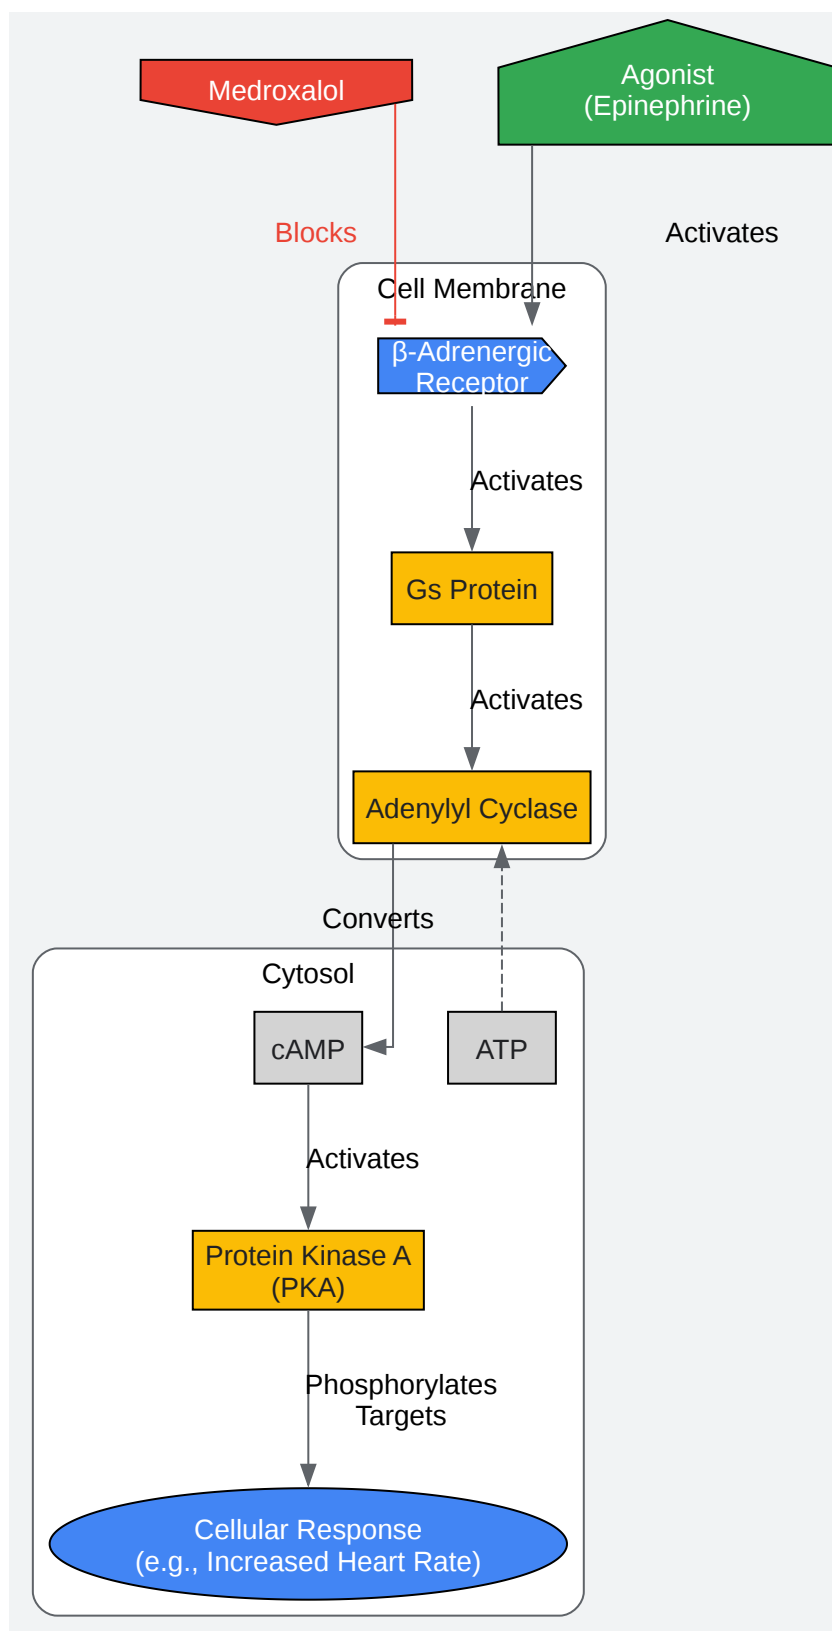 Medroxalol
Agonist
(Epinephrine)
Blocks
Activates
Cell Membrane
β-Adrenergic
Receptor
Activates
Gs Protein
Activates
Adenylyl Cyclase
Converts
Cytosol
cAMP
ATP
Activates
Protein Kinase A
(PKA)
Phosphorylates
Targets
Cellular Response
(e.g., Increased Heart Rate)